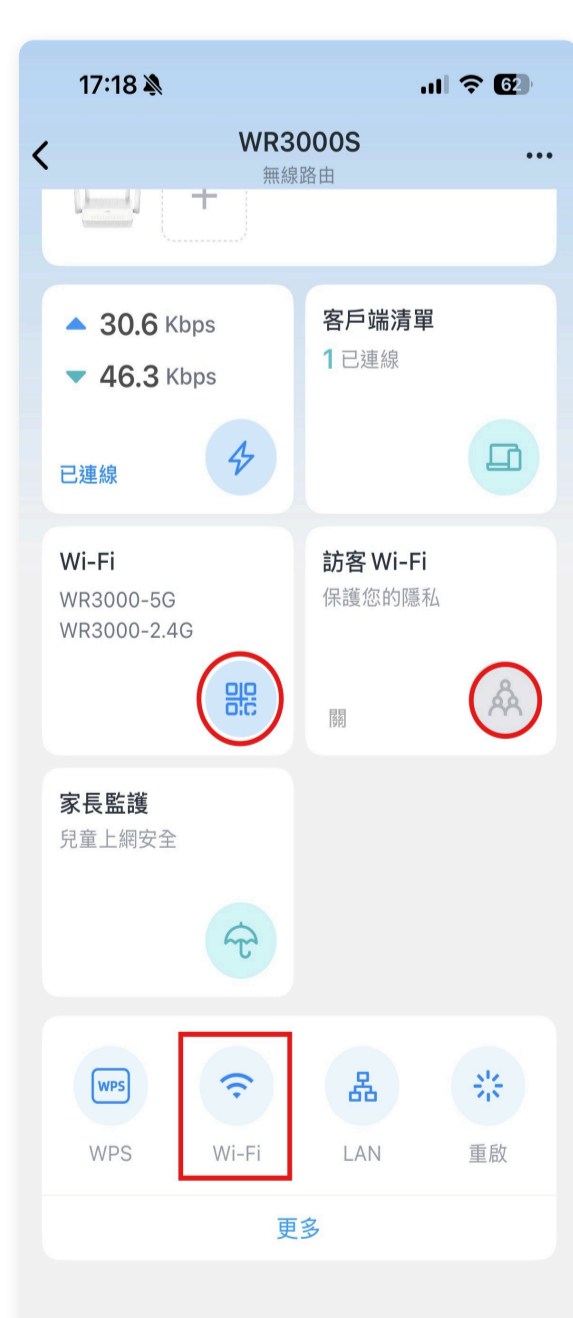 17:18
62
WR3000S
無線路由
30.6 Kbps
46.3 Kbps
已連線
客戶端清單
1 已連線
Wi-Fi
WR3000-5G
WR3000-2.4G
訪客 Wi-Fi
保護您的隱私
關
家長監護
兒童上網安全
WPS
WPS
Wi-Fi
LAN
重啟
更多